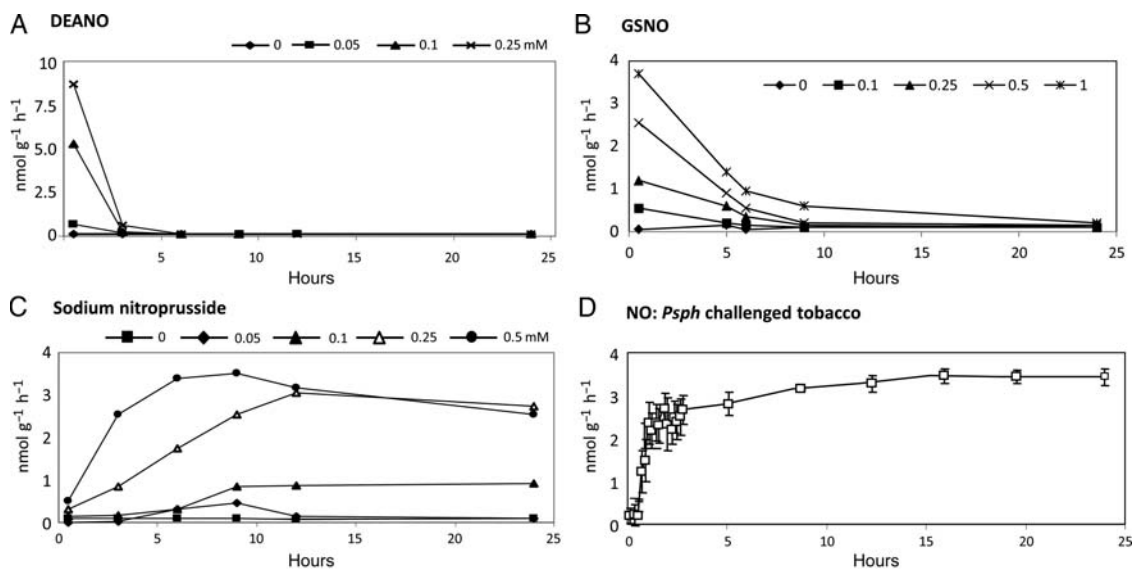 A DEANO
0 0.05 0.1 0.25 mM
10
7.5
5.0
2.5
0
nmol g⁻¹ h⁻¹
5 10 15 20 25
Hours
B GSNO
0 0.1 0.25 0.5 1
4
3
2
1
0
nmol g⁻¹ h⁻¹
0 5 10 15 20 25
Hours
C Sodium nitroprusside
0 0.05 0.1 0.25 0.5 mM
4
3
2
1
0
nmol g⁻¹ h⁻¹
0 5 10 15 20 25
Hours
D NO: Psph challenged tobacco
4
3
2
1
0
nmol g⁻¹ h⁻¹
0 5 10 15 20 25
Hours